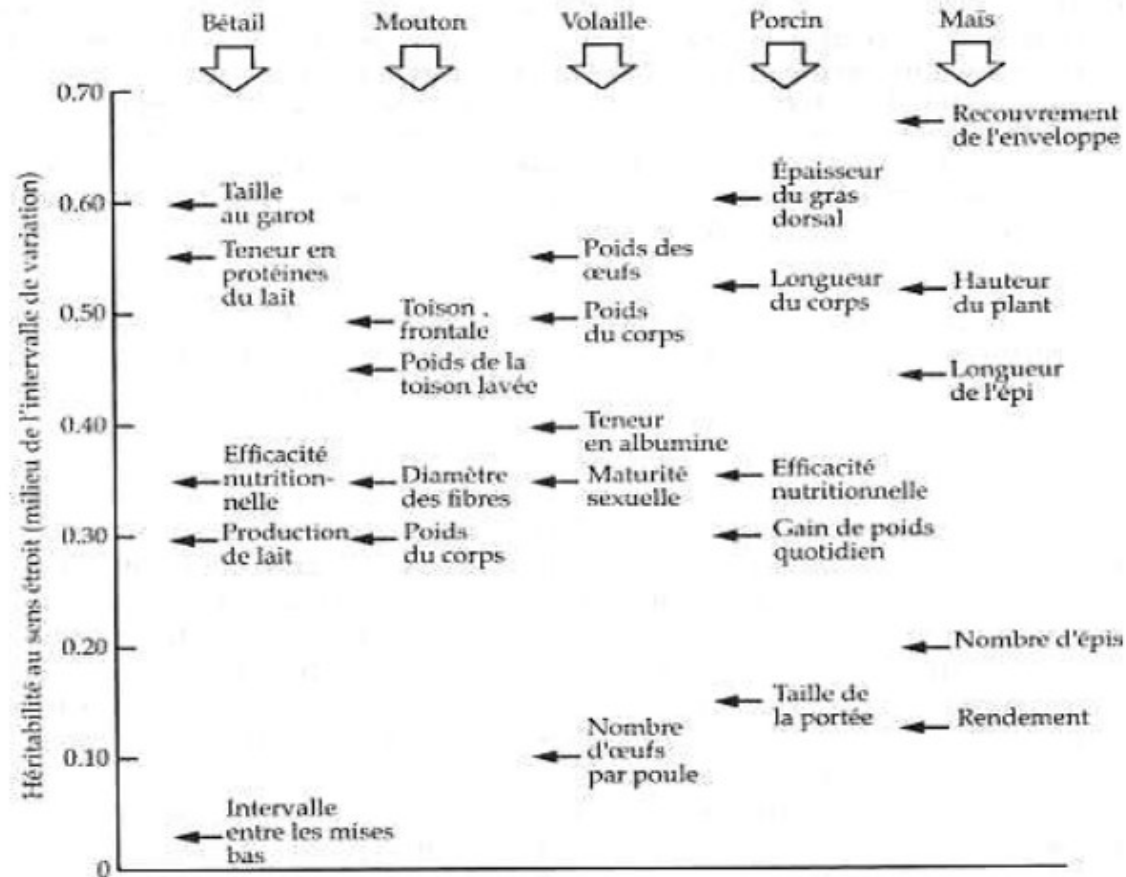 Bétail
Mouton
Volaille
Porcin
Maïs
Héritabilité au sens étroit (milieu de l'intervalle de variation)
0.70
0.60
0.50
0.40
0.30
0.20
0.10
0
Taille
au garot
Teneur en
protéines
du lait
Efficacité
nutrition-
nelle
Production
de lait
Intervalle
entre les mises
bas
Toison .
frontale
Poids de la
toison lavée
Diamètre
des fibres
Poids
du corps
Poids des
œufs
Poids
du corps
Teneur
en albumine
Maturité
sexuelle
Nombre
d'œufs
par poule
Épaisseur
du gras
dorsal
Longueur
du corps
Efficacité
nutritionnelle
Gain de poids
quotidien
Taille de
la portée
Recouvrement
de l'enveloppe
Hauteur
du plant
Longueur
de l'épi
Nombre d'épis
Rendement